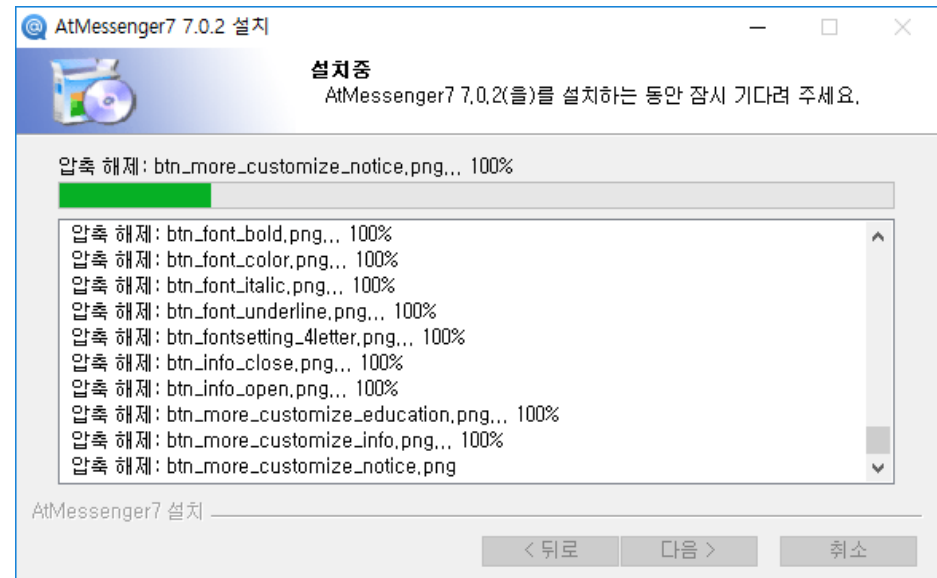 AtMessenger7 7.0.2 설치
설치중
AtMessenger7 7.0.2(을)를 설치하는 동안 잠시 기다려 주세요.
압축 해제: btn_more_customize_notice.png... 100%
압축 해제: btn_font_bold.png... 100%
압축 해제: btn_font_color.png... 100%
압축 해제: btn_font_italic.png... 100%
압축 해제: btn_font_underline.png... 100%
압축 해제: btn_fontsetting_4letter.png... 100%
압축 해제: btn_info_close.png... 100%
압축 해제: btn_info_open.png... 100%
압축 해제: btn_more_customize_education.png... 100%
압축 해제: btn_more_customize_info.png... 100%
압축 해제: btn_more_customize_notice.png
AtMessenger7 설치
< 뒤로 다음 > 취소